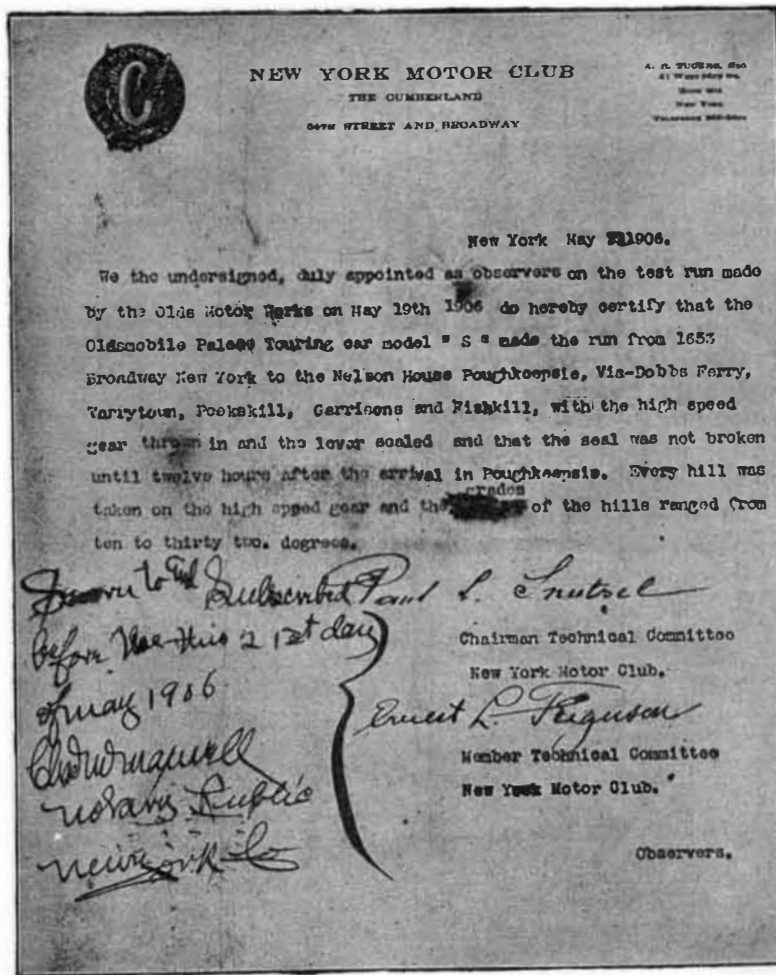 C
NEW YORK MOTOR CLUB
THE CUMBERLAND
54TH STREET AND BROADWAY
A. R.
New York
New York May 1906.
We the undersigned, duly appointed as observers on the test run made
by the Olds Motor Works on May 19th 1906 do hereby certify that the
Oldsmobile Palace Touring car model " S " made the run from 1653
Broadway New York to the Nelson House Poughkeepsie, Via-Dobbs Ferry,
Tarrytown, Peekskill, Garrisons and Fishkill, with the high speed
gear thrown in and the lever sealed and that the seal was not broken
until twelve hours after the arrival in Poughkeepsie. Every hill was
taken on the high speed gear and the grades of the hills ranged from
ten to thirty two. degrees.
Sworn to and Subscribed
before me this 21st day
of May 1906
Notary Public
New York Co
Paul L.
Chairman Technical Committee
New York Motor Club.
Ernest L. Ferguson
Member Technical Committee
New York Motor Club.
Observers.